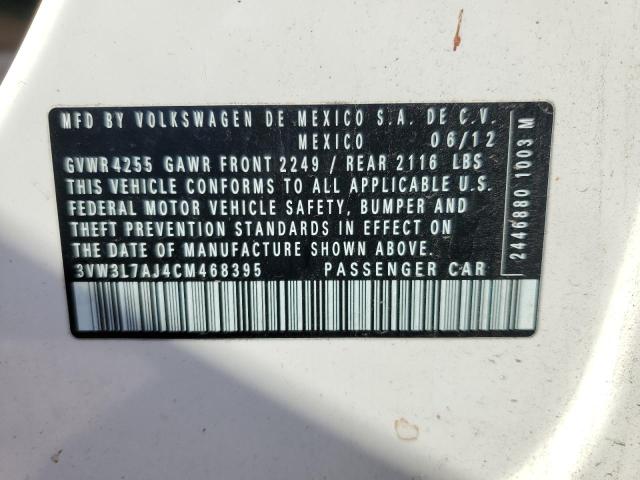 MFD BY VOLKSWAGEN DE MEXICO S.A. DE C.V.
MEXICO 06/12
GVWR 4255 GAWR FRONT 2249 / REAR 2116 LBS
THIS VEHICLE CONFORMS TO ALL APPLICABLE U.S.
FEDERAL MOTOR VEHICLE SAFETY, BUMPER AND
THEFT PREVENTION STANDARDS IN EFFECT ON
THE DATE OF MANUFACTURE SHOWN ABOVE.
3VW3L7AJ4CM468395 PASSENGER CAR
2446880 1003 M